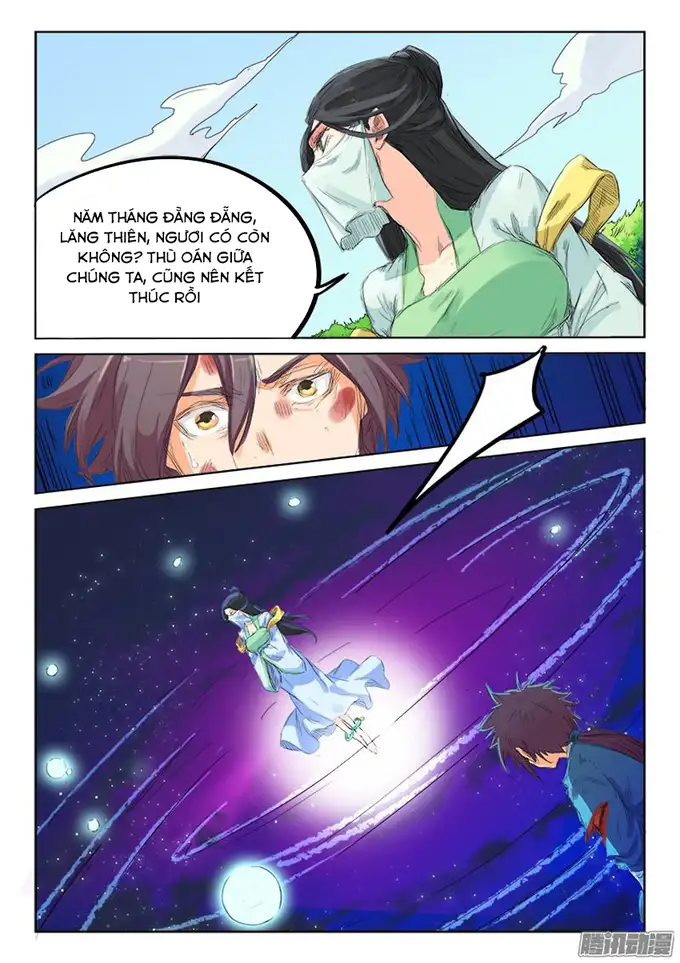 NĂM THÁNG ĐẰNG ĐẴNG,
LĂNG THIÊN, NGƯƠI CÓ CÒN
KHÔNG? THÙ OÁN GIỮA
CHÚNG TA, CŨNG NÊN KẾT
THÚC RỒI
腾讯动漫